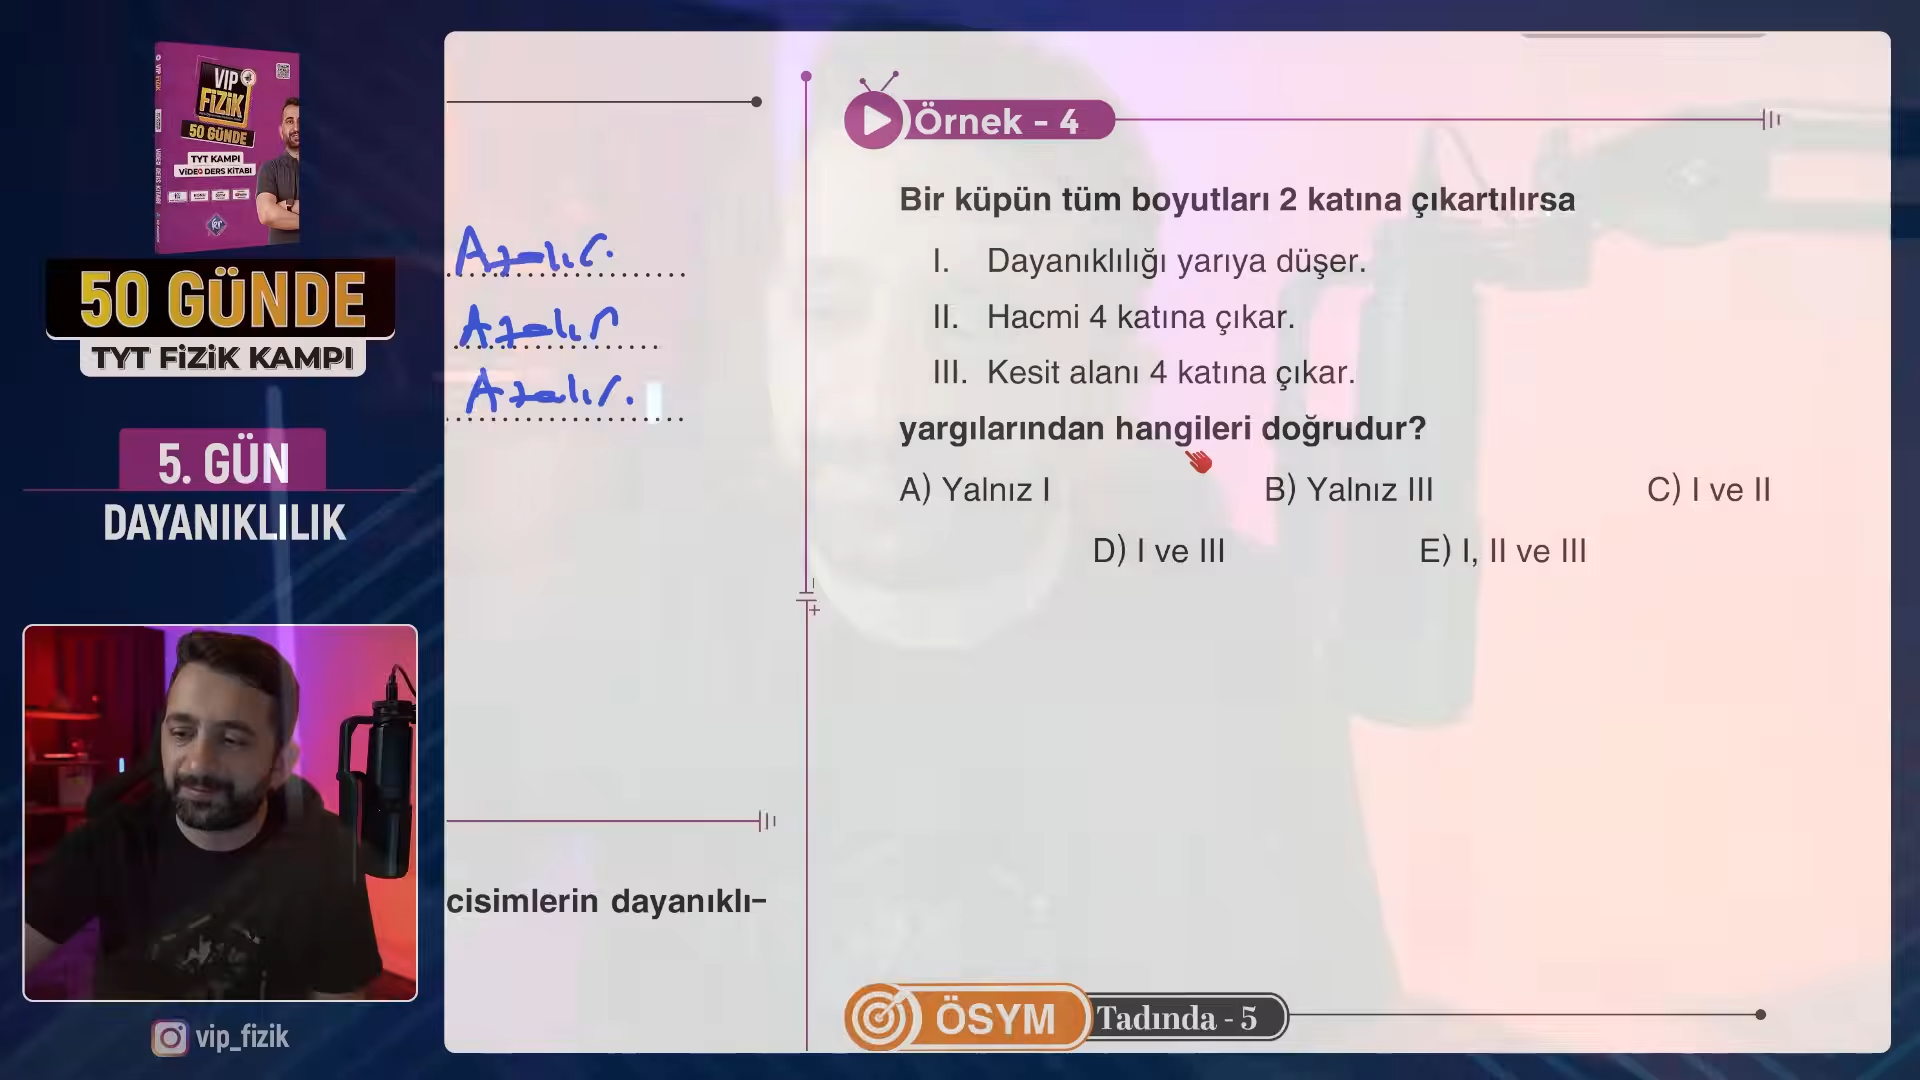 VIP
FİZİK
50 GÜNDE
TYT KAMPI
VİDEO DERS KİTABI
50 GÜNDE
TYT FİZİK KAMPI
5. GÜN
DAYANIKLILIK
vip_fizik
Azalır.
Azalır
Azalır.
cisimlerin dayanıklı-
Örnek - 4
Bir küpün tüm boyutları 2 katına çıkartılırsa
I. Dayanıklılığı yarıya düşer.
II. Hacmi 4 katına çıkar.
III. Kesit alanı 4 katına çıkar.
yargılarından hangileri doğrudur?
A) Yalnız I B) Yalnız III C) I ve II
D) I ve III E) I, II ve III
ÖSYM Tadında - 5